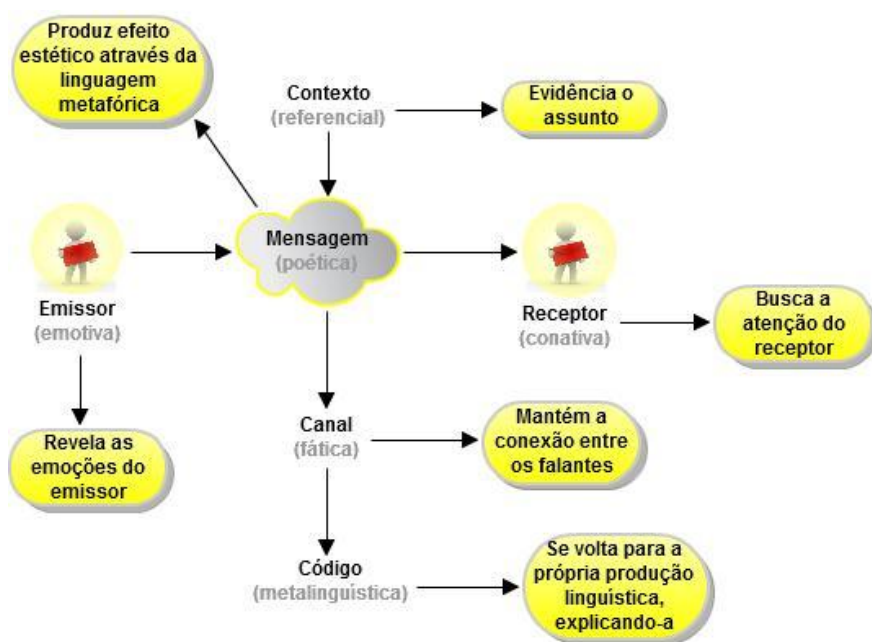 Produz efeito
estético através da
linguagem
metafórica
Contexto
(referencial)
Evidência o
assunto
Mensagem
(poética)
Emissor
(emotiva)
Receptor
(conativa)
Busca a
atenção do
receptor
Revela as
emoções do
emissor
Canal
(fática)
Mantém a
conexão entre
os falantes
Código
(metalinguística)
Se volta para a
própria produção
linguística,
explicando-a